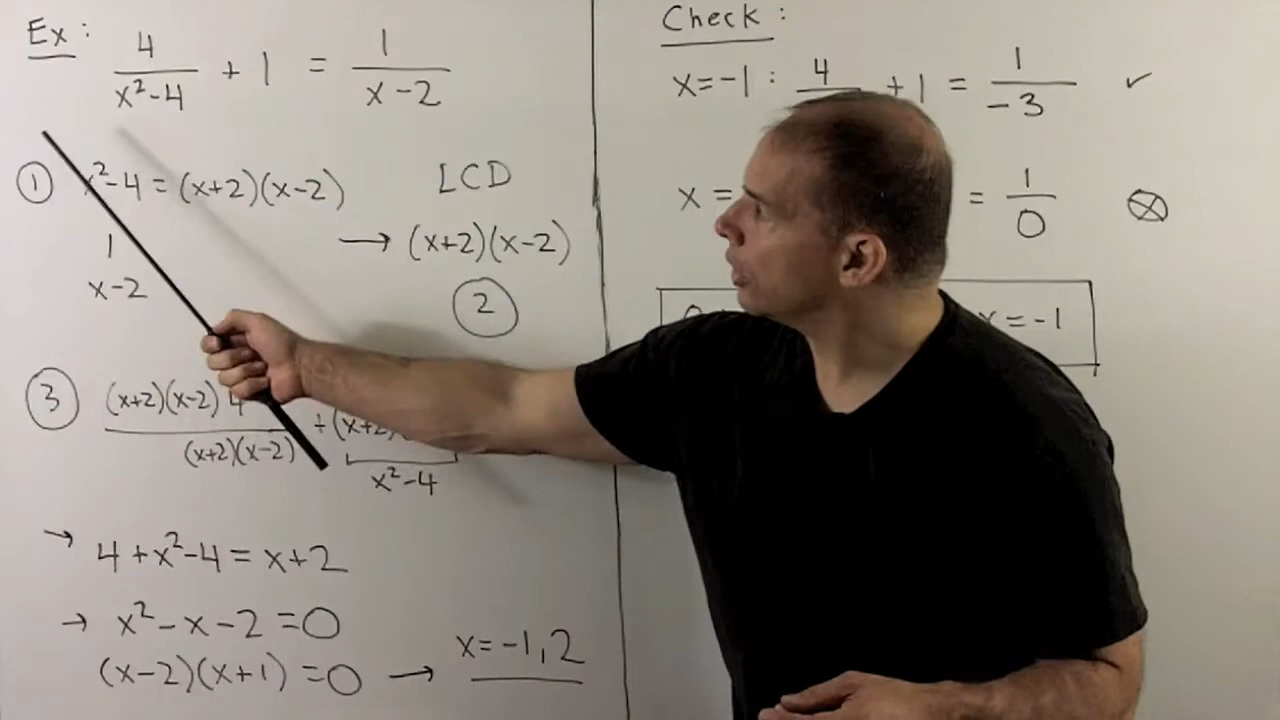 Ex:
4/(x²-4) + 1 = 1/(x-2)
① x²-4 = (x+2)(x-2)
1
x-2
LCD
→ (x+2)(x-2)
②
③ (x+2)(x-2) 4/(x+2)(x-2) + (x+2)
x²-4
→ 4+x²-4 = x+2
→ x²-x-2 = 0
(x-2)(x+1) = 0 → x=-1,2
Check:
x=-1: 4 +1 = 1/-3 ✓
x= = 1/0 ⊗
x=-1